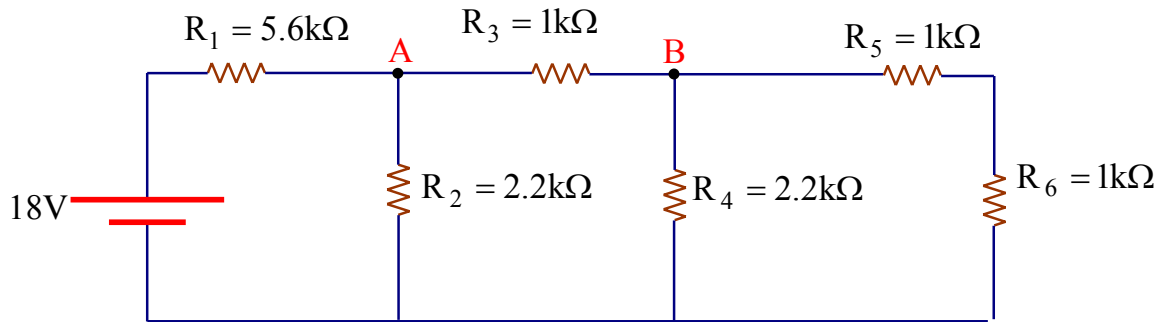 R₁ = 5.6kΩ
R₃ = 1kΩ
R₅ = 1kΩ
A
B
18V
R₂ = 2.2kΩ
R₄ = 2.2kΩ
R₆ = 1kΩ